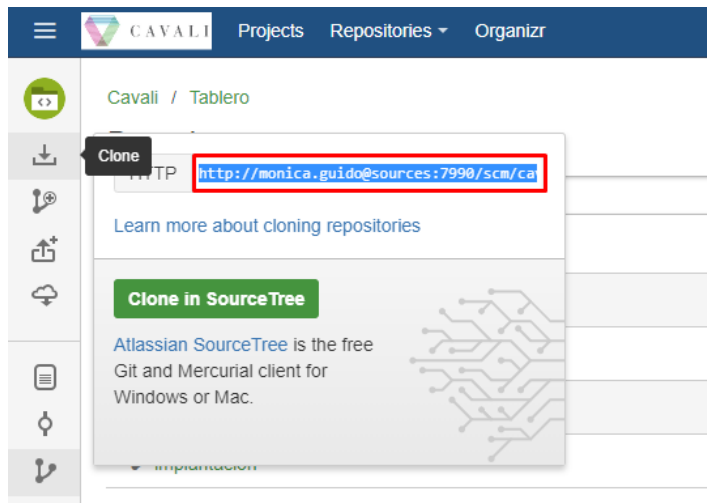 CAVALI Projects Repositories Organizr
Cavali / Tablero
Clone
HTTP http://monica.guido@sources:7990/scm/ca
Learn more about cloning repositories
Clone in SourceTree
Atlassian SourceTree is the free
Git and Mercurial client for
Windows or Mac.